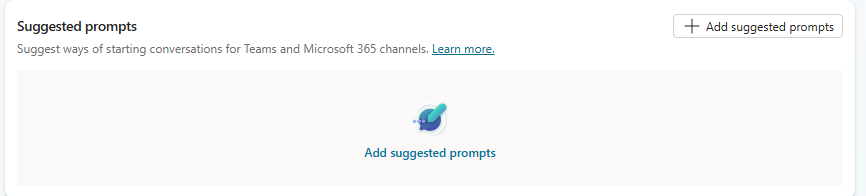 Suggested prompts
Add suggested prompts
Suggest ways of starting conversations for Teams and Microsoft 365 channels. Learn more.
Add suggested prompts